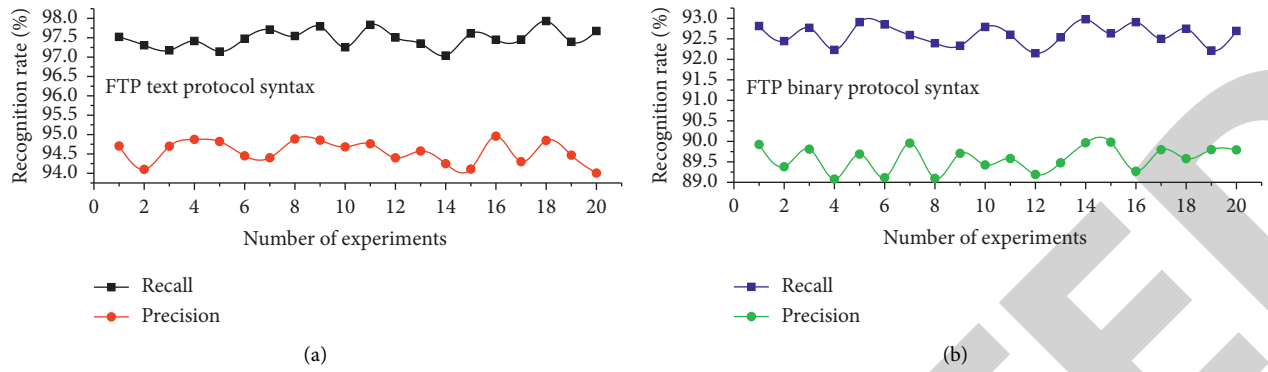 98.0
97.5
97.0
96.5
96.0
95.5
95.0
94.5
94.0
Recognition rate (%)
FTP text protocol syntax
0 2 4 6 8 10 12 14 16 18 20
Number of experiments
Recall
Precision
(a)
93.0
92.5
92.0
91.5
91.0
90.5
90.0
89.5
89.0
Recognition rate (%)
FTP binary protocol syntax
0 2 4 6 8 10 12 14 16 18 20
Number of experiments
Recall
Precision
(b)